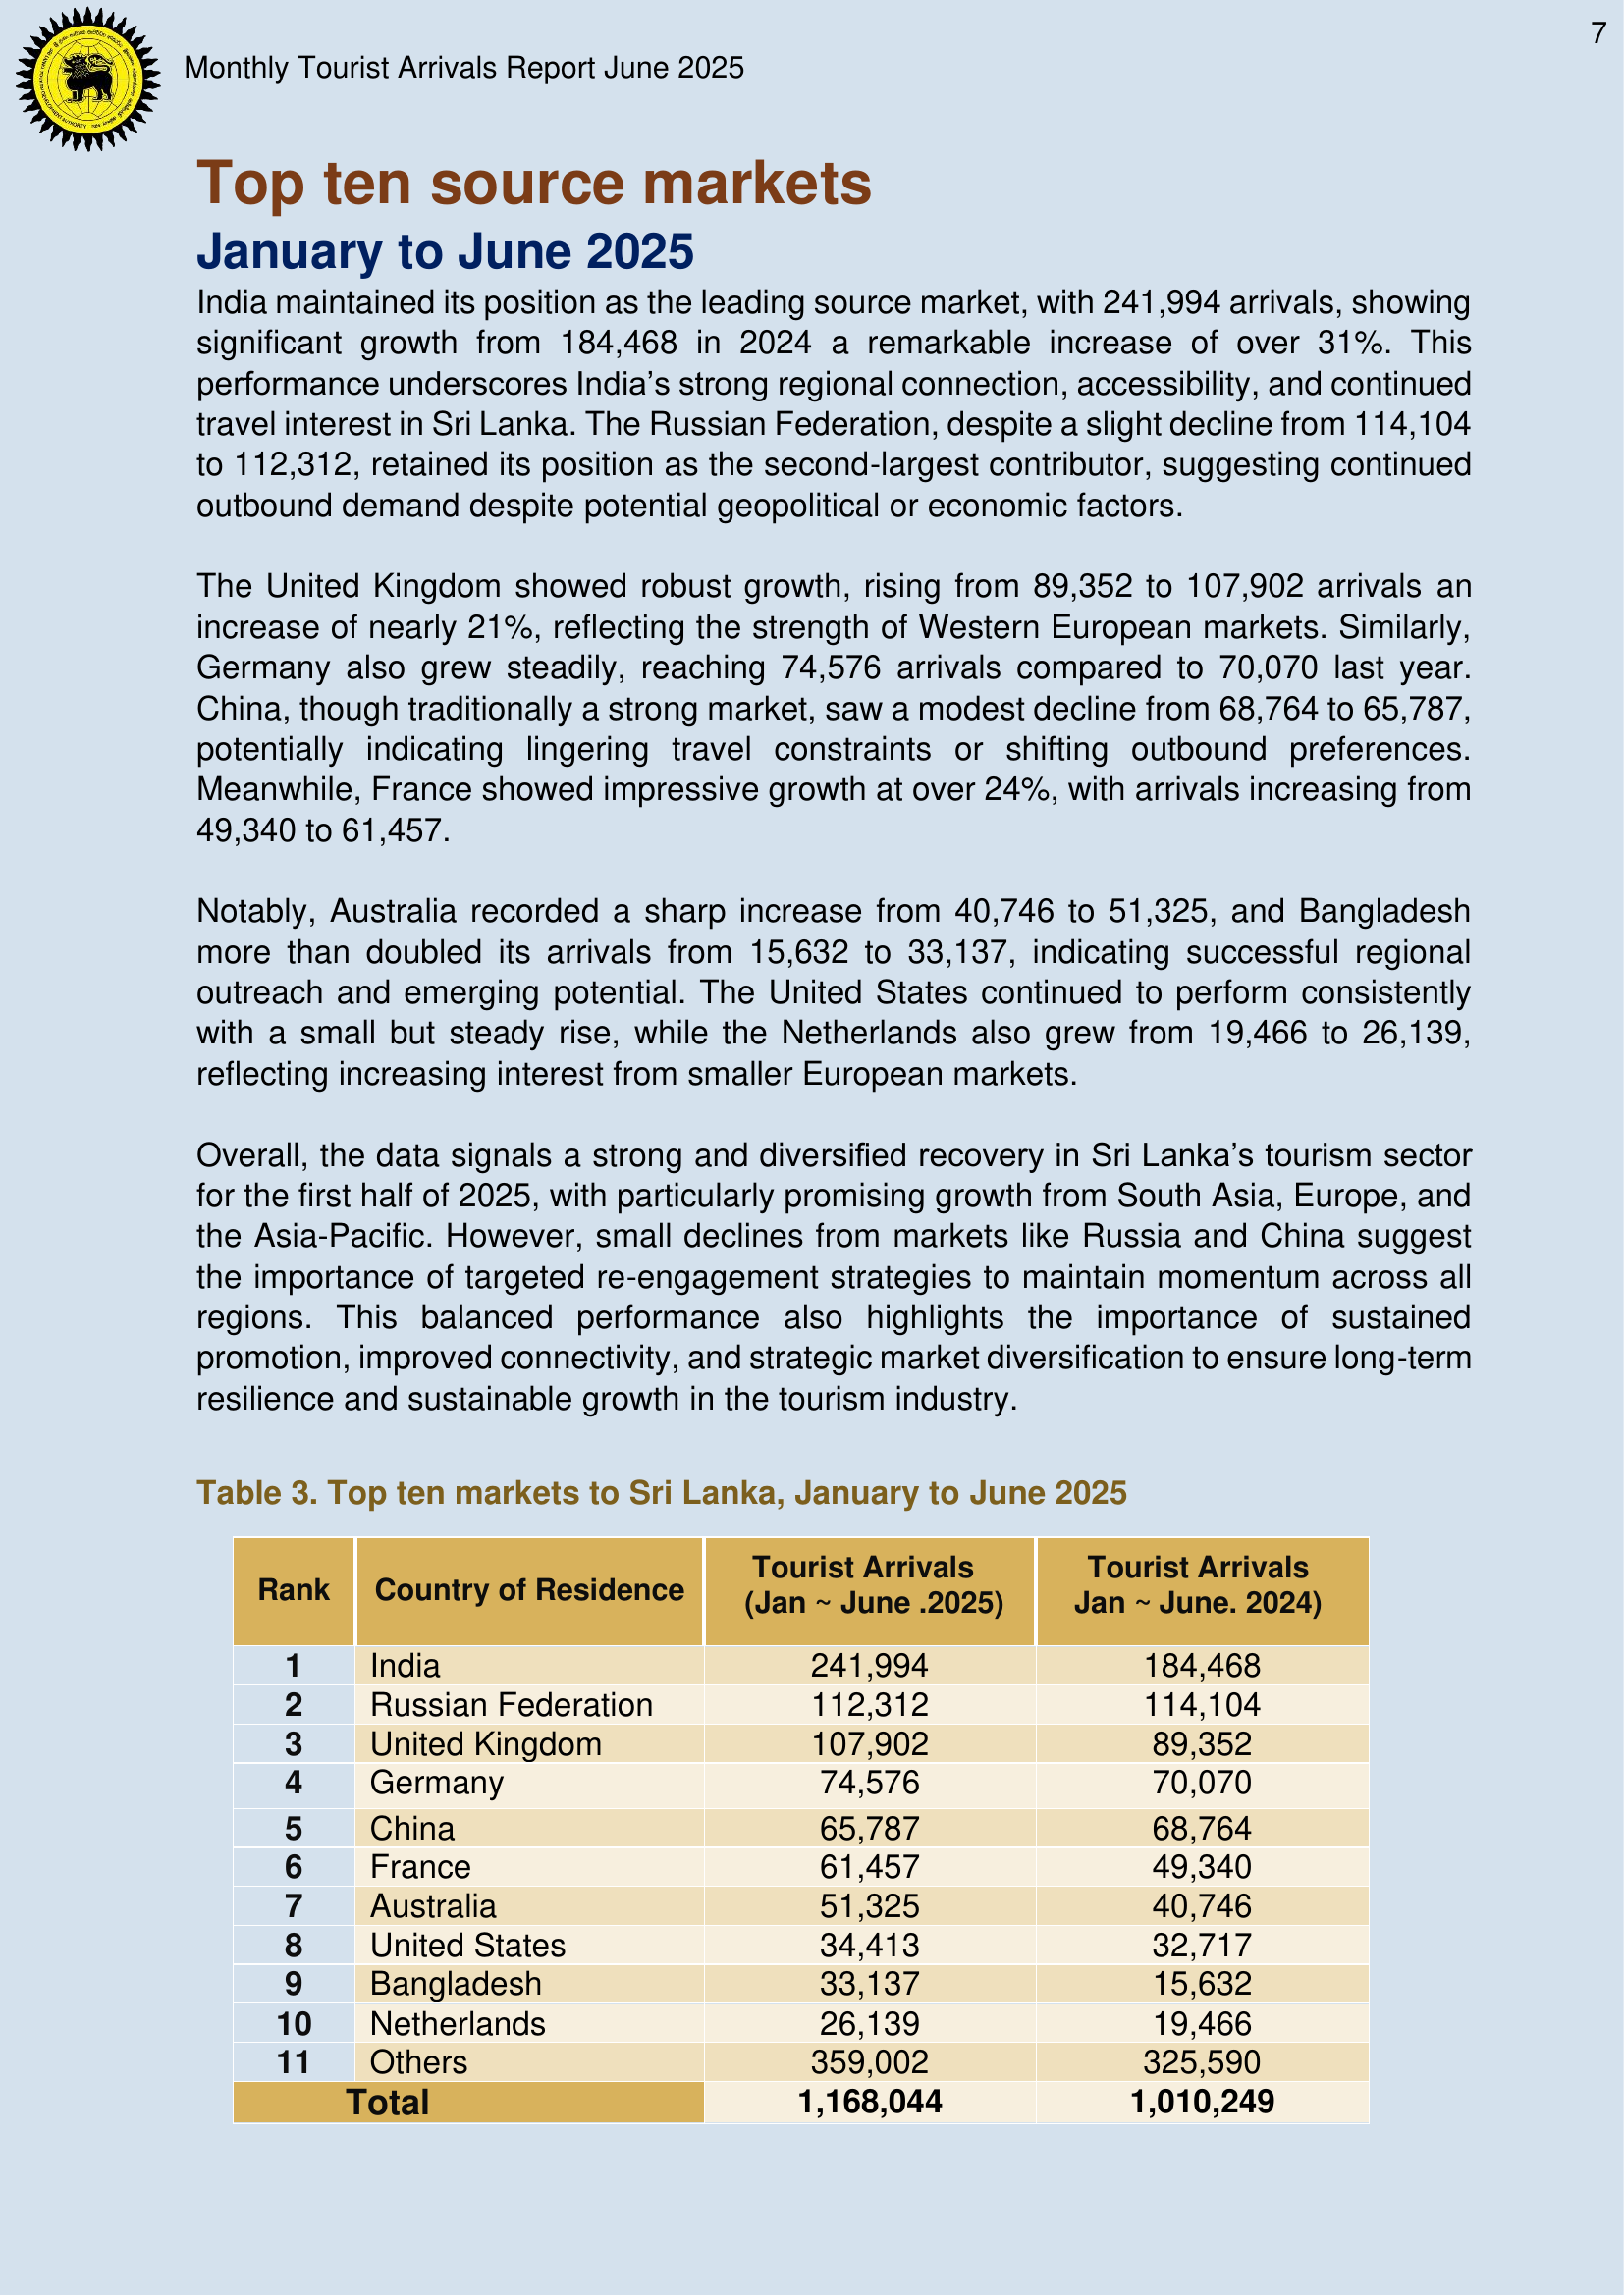 7
Monthly Tourist Arrivals Report June 2025
Top ten source markets
January to June 2025
India maintained its position as the leading source market, with 241,994 arrivals, showing
significant growth from 184,468 in 2024 a remarkable increase of over 31%. This
performance underscores India’s strong regional connection, accessibility, and continued
travel interest in Sri Lanka. The Russian Federation, despite a slight decline from 114,104
to 112,312, retained its position as the second-largest contributor, suggesting continued
outbound demand despite potential geopolitical or economic factors.
The United Kingdom showed robust growth, rising from 89,352 to 107,902 arrivals an
increase of nearly 21%, reflecting the strength of Western European markets. Similarly,
Germany also grew steadily, reaching 74,576 arrivals compared to 70,070 last year.
China, though traditionally a strong market, saw a modest decline from 68,764 to 65,787,
potentially indicating lingering travel constraints or shifting outbound preferences.
Meanwhile, France showed impressive growth at over 24%, with arrivals increasing from
49,340 to 61,457.
Notably, Australia recorded a sharp increase from 40,746 to 51,325, and Bangladesh
more than doubled its arrivals from 15,632 to 33,137, indicating successful regional
outreach and emerging potential. The United States continued to perform consistently
with a small but steady rise, while the Netherlands also grew from 19,466 to 26,139,
reflecting increasing interest from smaller European markets.
Overall, the data signals a strong and diversified recovery in Sri Lanka’s tourism sector
for the first half of 2025, with particularly promising growth from South Asia, Europe, and
the Asia-Pacific. However, small declines from markets like Russia and China suggest
the importance of targeted re-engagement strategies to maintain momentum across all
regions. This balanced performance also highlights the importance of sustained
promotion, improved connectivity, and strategic market diversification to ensure long-term
resilience and sustainable growth in the tourism industry.
Table 3. Top ten markets to Sri Lanka, January to June 2025
Rank Country of Residence Tourist Arrivals (Jan ~ June .2025) Tourist Arrivals Jan ~ June. 2024)
1 India 241,994 184,468
2 Russian Federation 112,312 114,104
3 United Kingdom 107,902 89,352
4 Germany 74,576 70,070
5 China 65,787 68,764
6 France 61,457 49,340
7 Australia 51,325 40,746
8 United States 34,413 32,717
9 Bangladesh 33,137 15,632
10 Netherlands 26,139 19,466
11 Others 359,002 325,590
Total 1,168,044 1,010,249